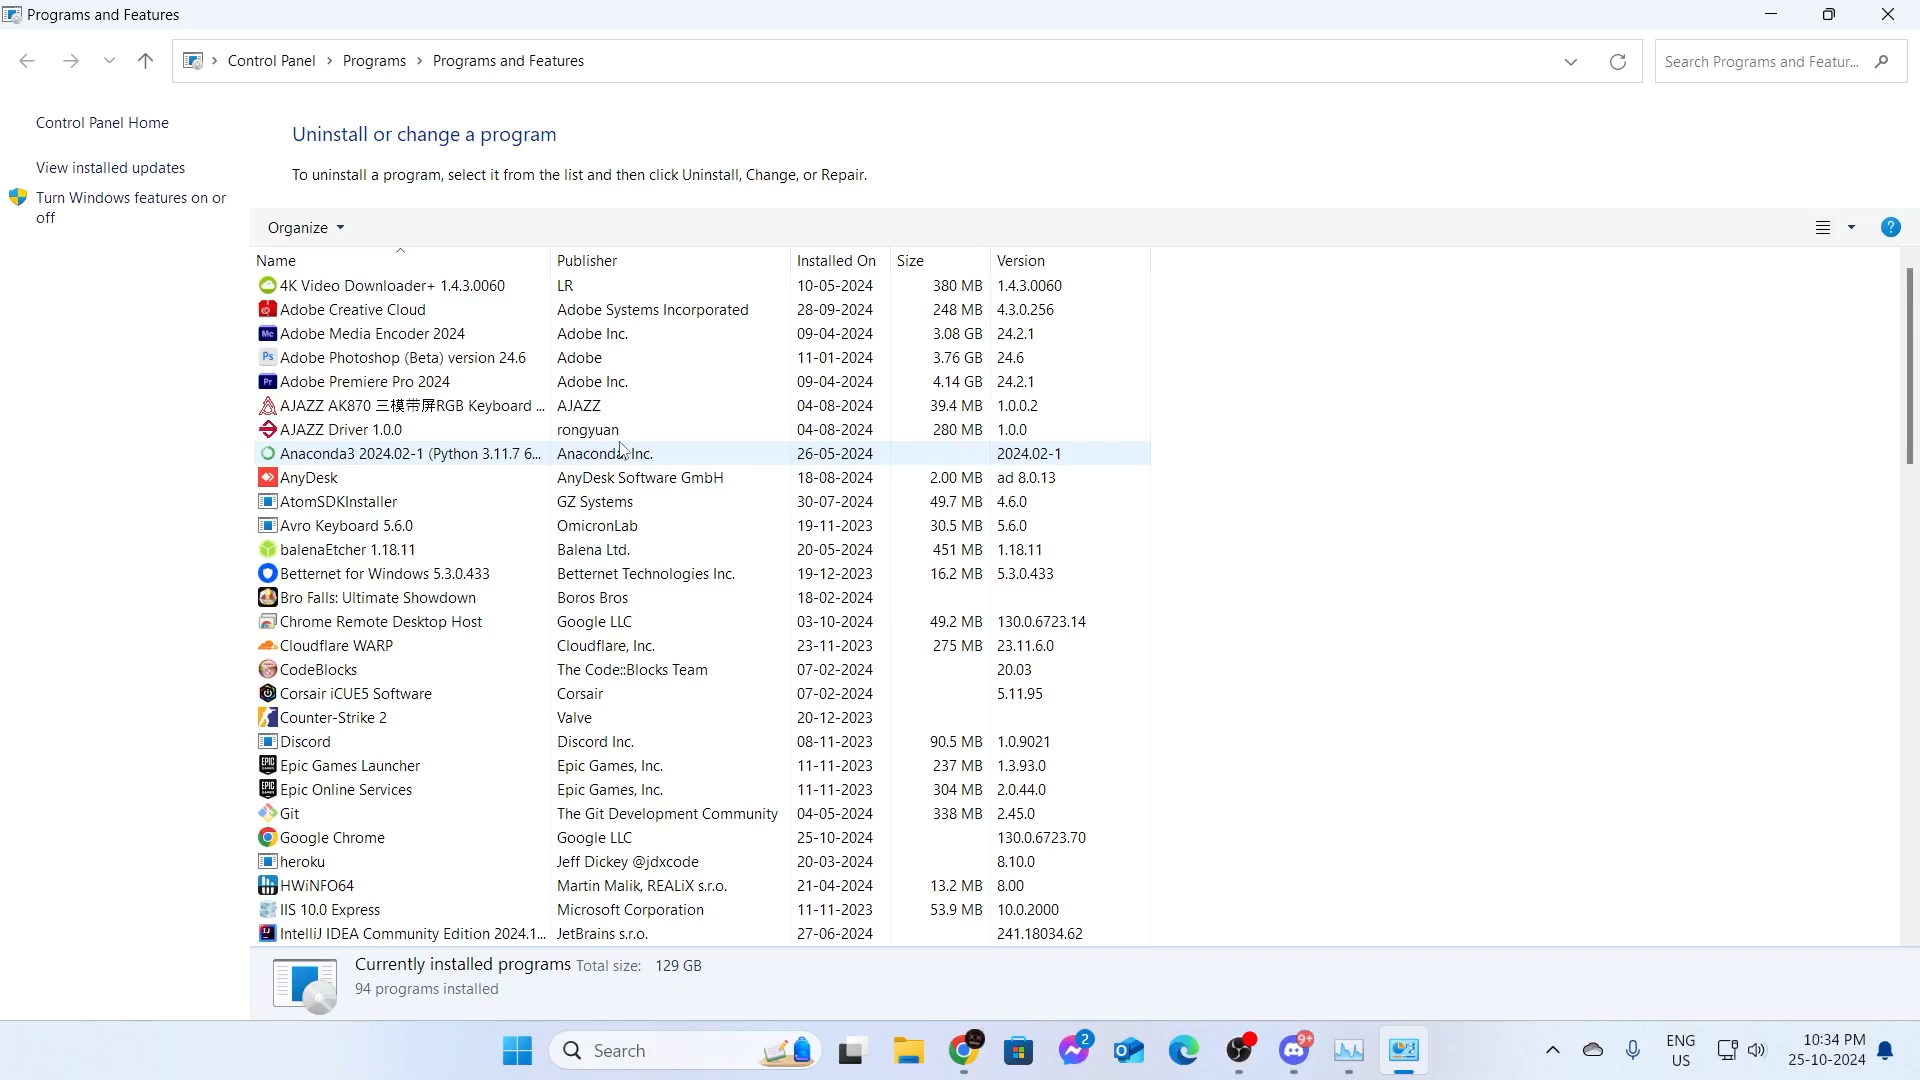 Programs and Features
Control Panel › Programs › Programs and Features
Search Programs and Featur...
Control Panel Home
View installed updates
Turn Windows features on or
off
Uninstall or change a program
To uninstall a program, select it from the list and then click Uninstall, Change, or Repair.
Organize
Name Publisher Installed On Size Version
4K Video Downloader+ 1.4.3.0060 LR 10-05-2024 380 MB 1.4.3.0060
Adobe Creative Cloud Adobe Systems Incorporated 28-09-2024 248 MB 4.3.0.256
Adobe Media Encoder 2024 Adobe Inc. 09-04-2024 3.08 GB 24.2.1
Adobe Photoshop (Beta) version 24.6 Adobe 11-01-2024 3.76 GB 24.6
Adobe Premiere Pro 2024 Adobe Inc. 09-04-2024 4.14 GB 24.2.1
AJAZZ AK870 三模带屏RGB Keyboard ... AJAZZ 04-08-2024 39.4 MB 1.0.0.2
AJAZZ Driver 1.0.0 rongyuan 04-08-2024 280 MB 1.0.0
Anaconda3 2024.02-1 (Python 3.11.7 6... Anaconda, Inc. 26-05-2024 2024.02-1
AnyDesk AnyDesk Software GmbH 18-08-2024 2.00 MB ad 8.0.13
AtomSDKInstaller GZ Systems 30-07-2024 49.7 MB 4.6.0
Avro Keyboard 5.6.0 OmicronLab 19-11-2023 30.5 MB 5.6.0
balenaEtcher 1.18.11 Balena Ltd. 20-05-2024 451 MB 1.18.11
Betternet for Windows 5.3.0.433 Betternet Technologies Inc. 19-12-2023 16.2 MB 5.3.0.433
Bro Falls: Ultimate Showdown Boros Bros 18-02-2024
Chrome Remote Desktop Host Google LLC 03-10-2024 49.2 MB 130.0.6723.14
Cloudflare WARP Cloudflare, Inc. 23-11-2023 275 MB 23.11.6.0
CodeBlocks The Code::Blocks Team 07-02-2024 20.03
Corsair iCUE5 Software Corsair 07-02-2024 5.11.95
Counter-Strike 2 Valve 20-12-2023
Discord Discord Inc. 08-11-2023 90.5 MB 1.0.9021
Epic Games Launcher Epic Games, Inc. 11-11-2023 237 MB 1.3.93.0
Epic Online Services Epic Games, Inc. 11-11-2023 304 MB 2.0.44.0
Git The Git Development Community 04-05-2024 338 MB 2.45.0
Google Chrome Google LLC 25-10-2024 130.0.6723.70
heroku Jeff Dickey @jdxcode 20-03-2024 8.10.0
HWiNFO64 Martin Malik, REALiX s.r.o. 21-04-2024 13.2 MB 8.00
IIS 10.0 Express Microsoft Corporation 11-11-2023 53.9 MB 10.0.2000
IntelliJ IDEA Community Edition 2024.1... JetBrains s.r.o. 27-06-2024 241.18034.62
Currently installed programs Total size: 129 GB
94 programs installed
Search
2
9+
ENG
US
10:34 PM
25-10-2024